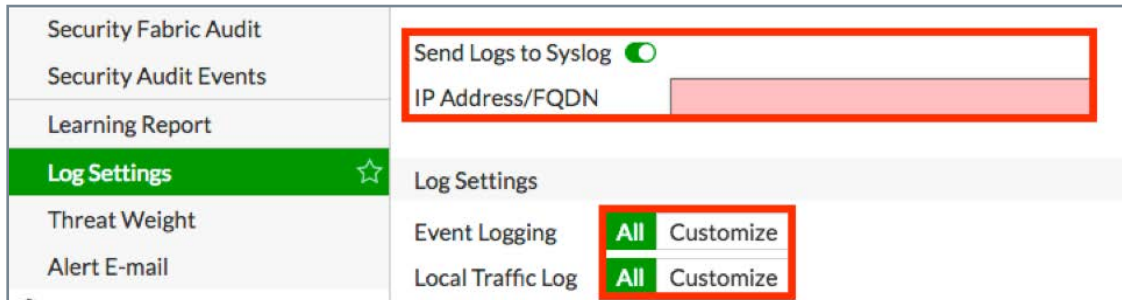 Security Fabric Audit
Security Audit Events
Learning Report
Log Settings
Threat Weight
Alert E-mail
Send Logs to Syslog
IP Address/FQDN
Log Settings
Event Logging All Customize
Local Traffic Log All Customize